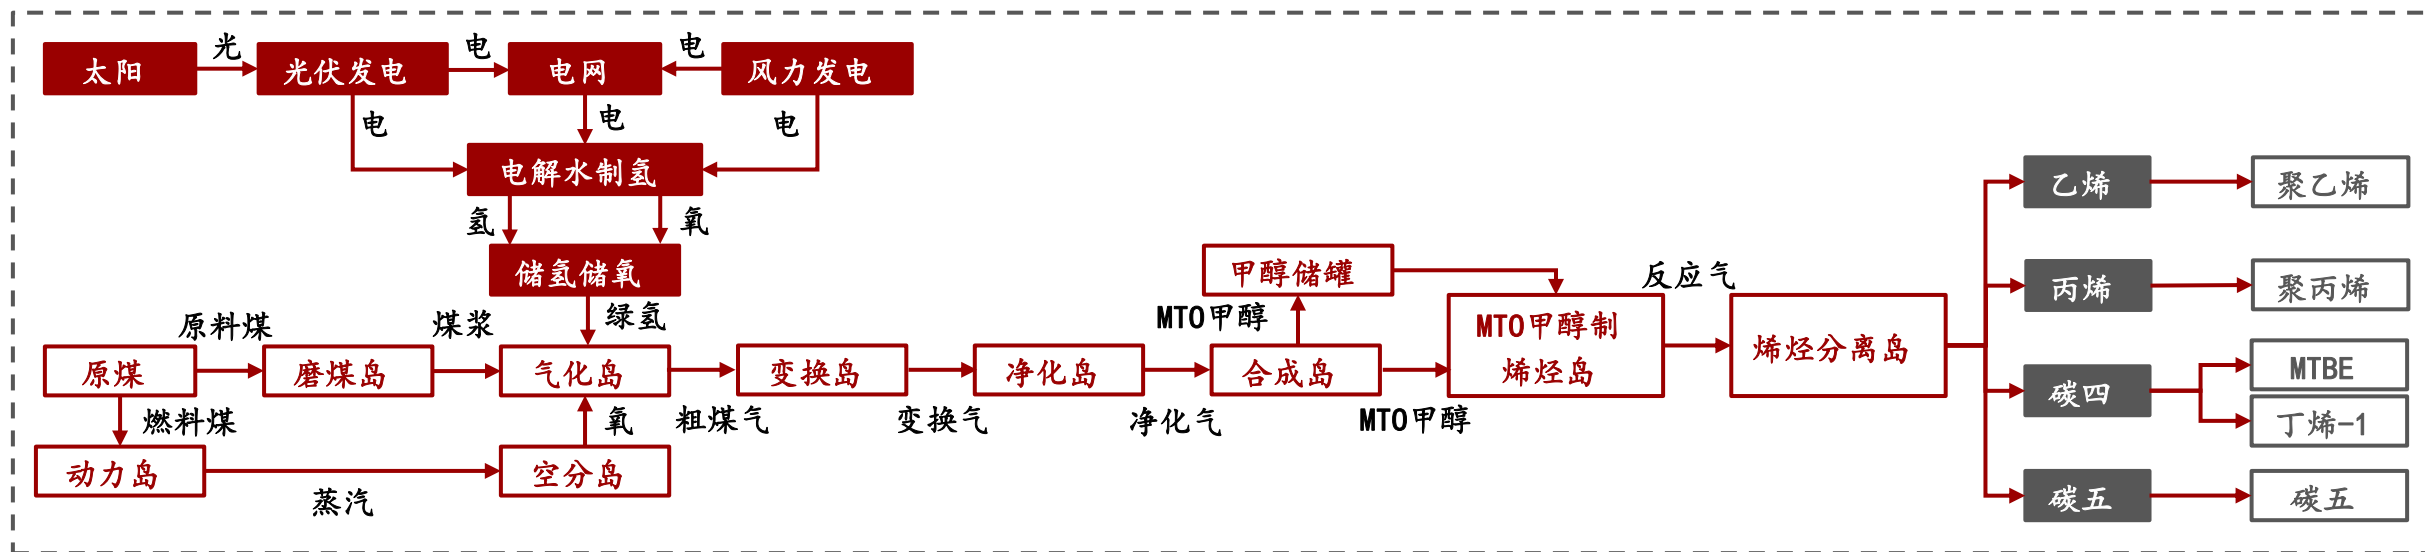 太阳
光
光伏发电
电
电网
电
风力发电
电
电
电
电解水制氢
氢
氧
储氢储氧
绿氢
原料煤
煤浆
原煤
磨煤岛
气化岛
变换岛
净化岛
合成岛
MTO甲醇
甲醇储罐
MTO甲醇制
烯烃岛
反应气
烯烃分离岛
燃料煤
氧
粗煤气
变换气
净化气
MTO甲醇
动力岛
蒸汽
空分岛
乙烯
聚乙烯
丙烯
聚丙烯
碳四
MTBE
丁烯-1
碳五
碳五